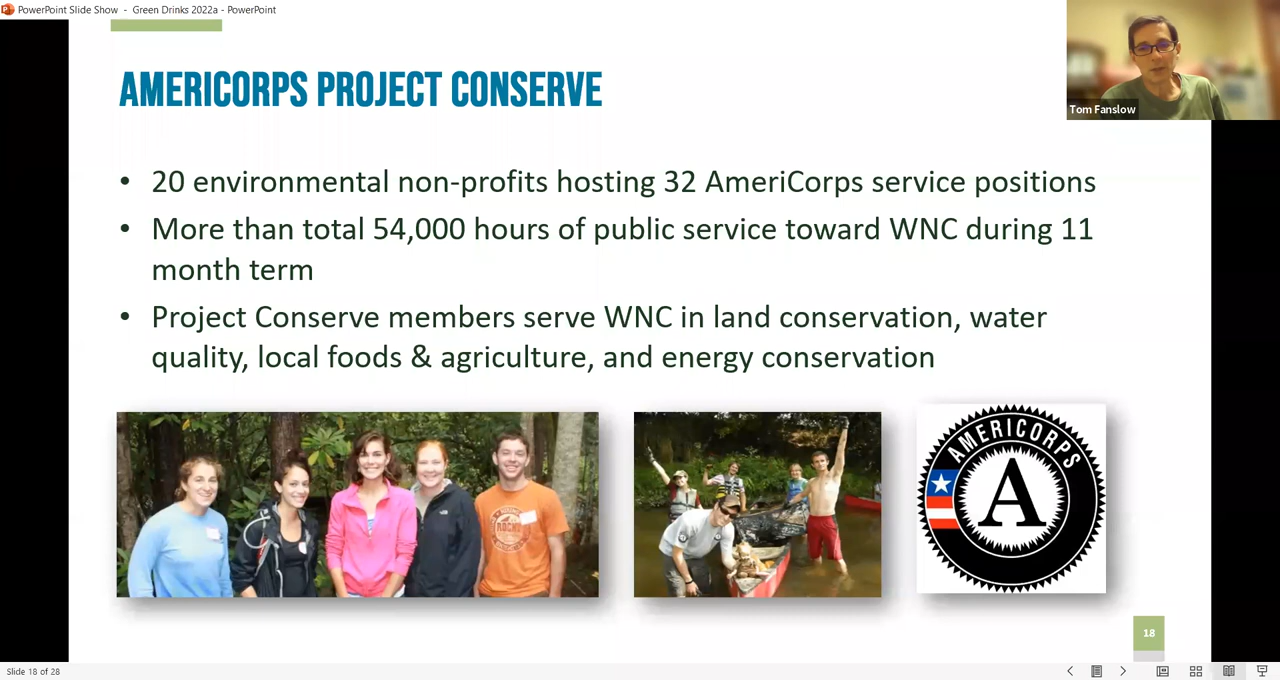 PowerPoint Slide Show - Green Drinks 2022a - PowerPoint
Tom Fanslow
AMERICORPS PROJECT CONSERVE
• 20 environmental non-profits hosting 32 AmeriCorps service positions
• More than total 54,000 hours of public service toward WNC during 11
month term
• Project Conserve members serve WNC in land conservation, water
quality, local foods & agriculture, and energy conservation
ROCKY
AMERICORPS
A
18
Slide 18 of 28